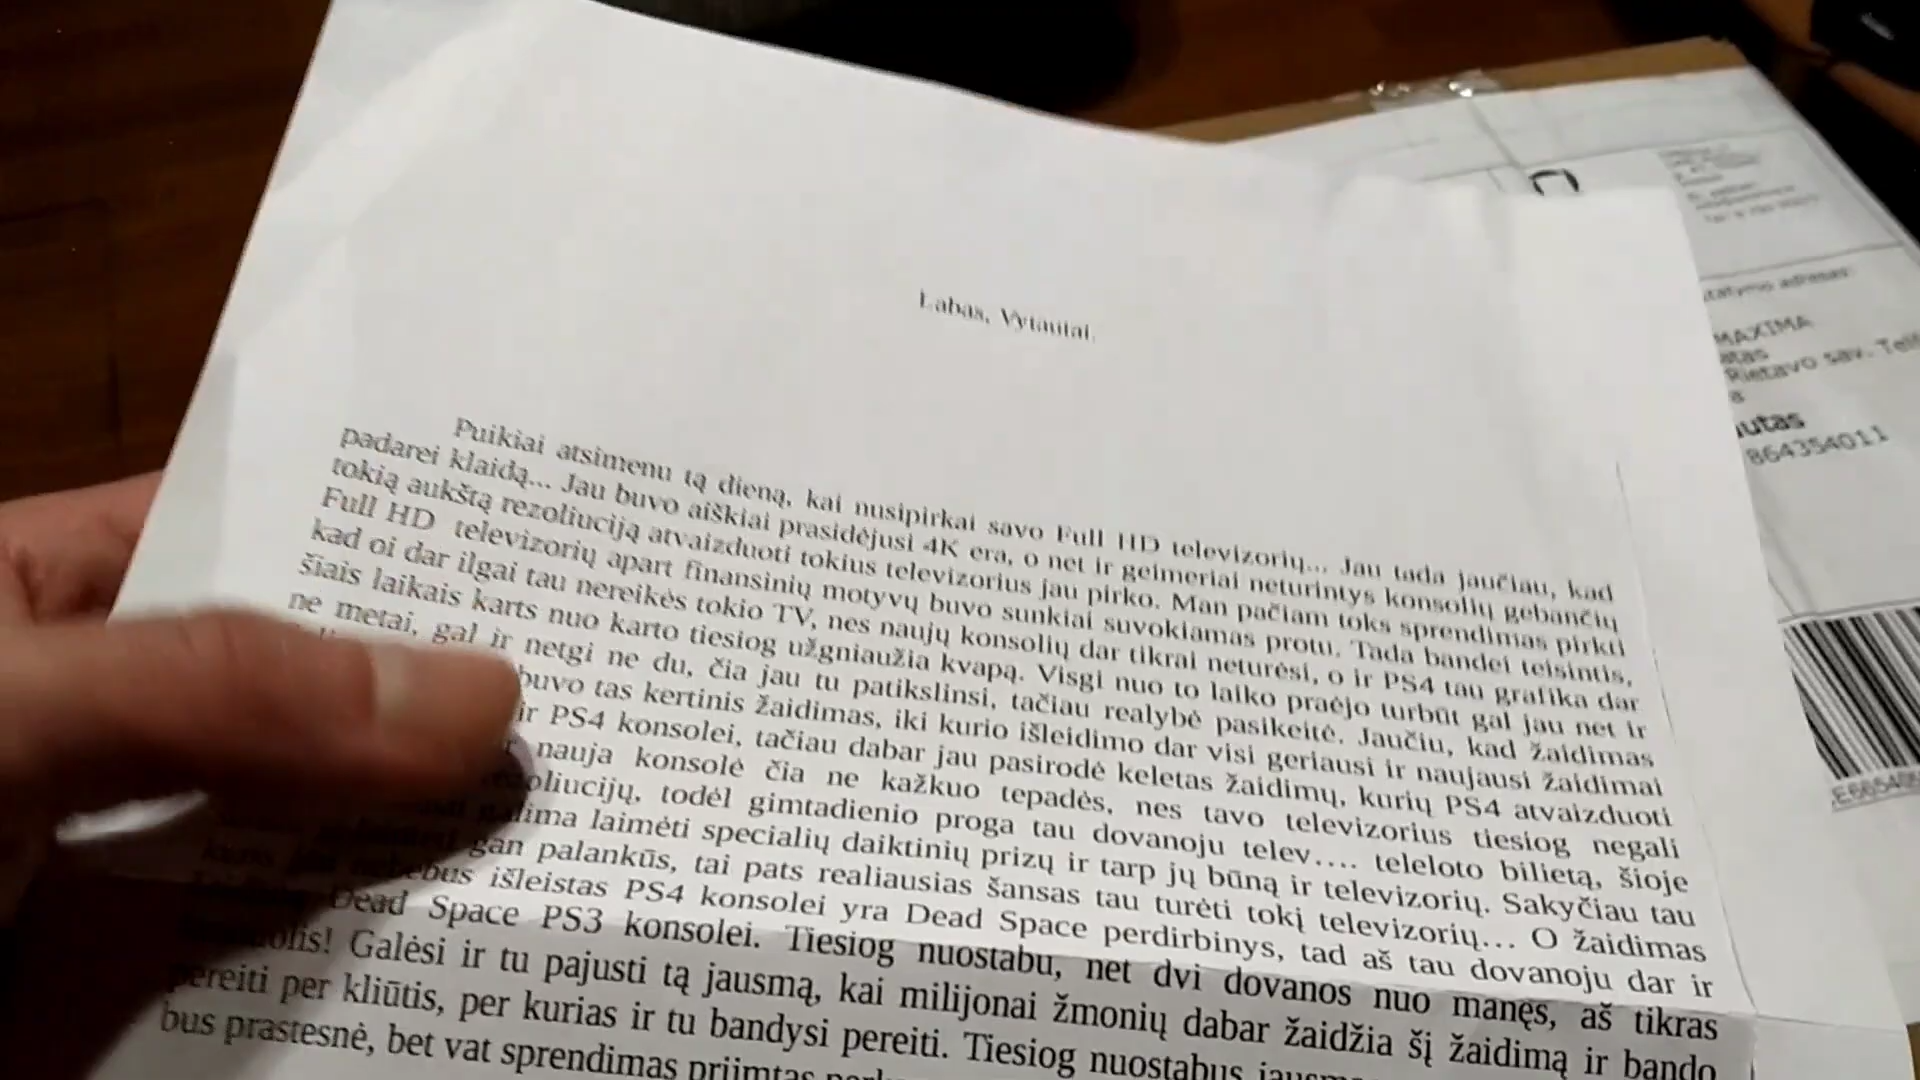 Labas, Vytautai.
Puikiai atsimenu tą dieną, kai nusipirkai savo Full HD televizorių... Jau tada jaučiau, kad
padarei klaidą... Jau buvo aiškiai prasidėjusi 4K era, o net ir geimeriai neturintys konsolių gebančių
tokią aukštą rezoliuciją atvaizduoti tokius televizorius jau pirko. Man pačiam toks sprendimas pirkti
Full HD televizorių apart finansinių motyvų buvo sunkiai suvokiamas protu. Tada bandei teisintis,
kad oi dar ilgai tau nereikės tokio TV, nes naujų konsolių dar tikrai neturėsi, o ir PS4 tau grafika dar
šiais laikais karts nuo karto tiesiog užgniaužia kvapą. Visgi nuo to laiko praėjo turbūt gal jau net ir
ne metai, gal ir netgi ne du, čia jau tu patikslinsi, tačiau realybė pasikeitė. Jaučiu, kad žaidimas
buvo tas kertinis žaidimas, iki kurio išleidimo dar visi geriausi ir naujausi žaidimai
ir PS4 konsolei, tačiau dabar jau pasirodė keletas žaidimų, kurių PS4 atvaizduoti
nauja konsolė čia ne kažkuo tepadės, nes tavo televizorius tiesiog negali
rezoliucijų, todėl gimtadienio proga tau dovanoju telev.... teleloto bilietą, šioje
galima laimėti specialių daiktinių prizų ir tarp jų būną ir televizorių. Sakyčiau tau
gan palankūs, tai pats realiausias šansas tau turėti tokį televizorių... O žaidimas
nebebus išleistas PS4 konsolei yra Dead Space perdirbinys, tad aš tau dovanoju dar ir
Dead Space PS3 konsolei. Tiesiog nuostabu, net dvi dovanos nuo manęs, aš tikras
Galėsi ir tu pajusti tą jausmą, kai milijonai žmonių dabar žaidžia šį žaidimą ir bando
pereiti per kliūtis, per kurias ir tu bandysi pereiti. Tiesiog nuostabus
bus prastesnė, bet vat sprendimas priimtas
MAXIMA
Rietavo sav.
864354011